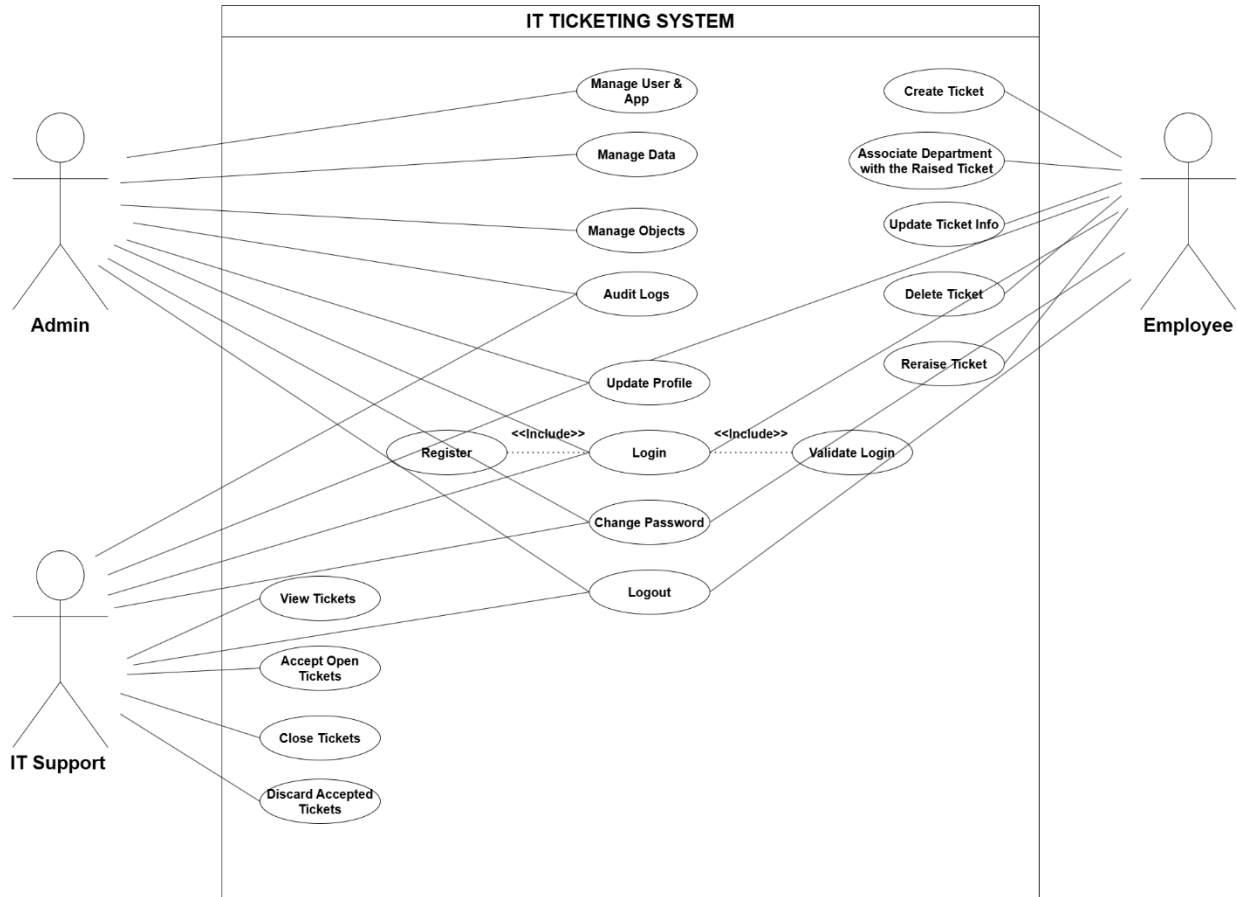 IT TICKETING SYSTEM
Manage User &
App
Create Ticket
Manage Data
Associate Department
with the Raised Ticket
Manage Objects
Update Ticket Info
Audit Logs
Delete Ticket
Admin
Employee
Reraise Ticket
Update Profile
<<Include>>
<<Include>>
Register
Login
Validate Login
Change Password
Logout
View Tickets
Accept Open
Tickets
Close Tickets
IT Support
Discard Accepted
Tickets